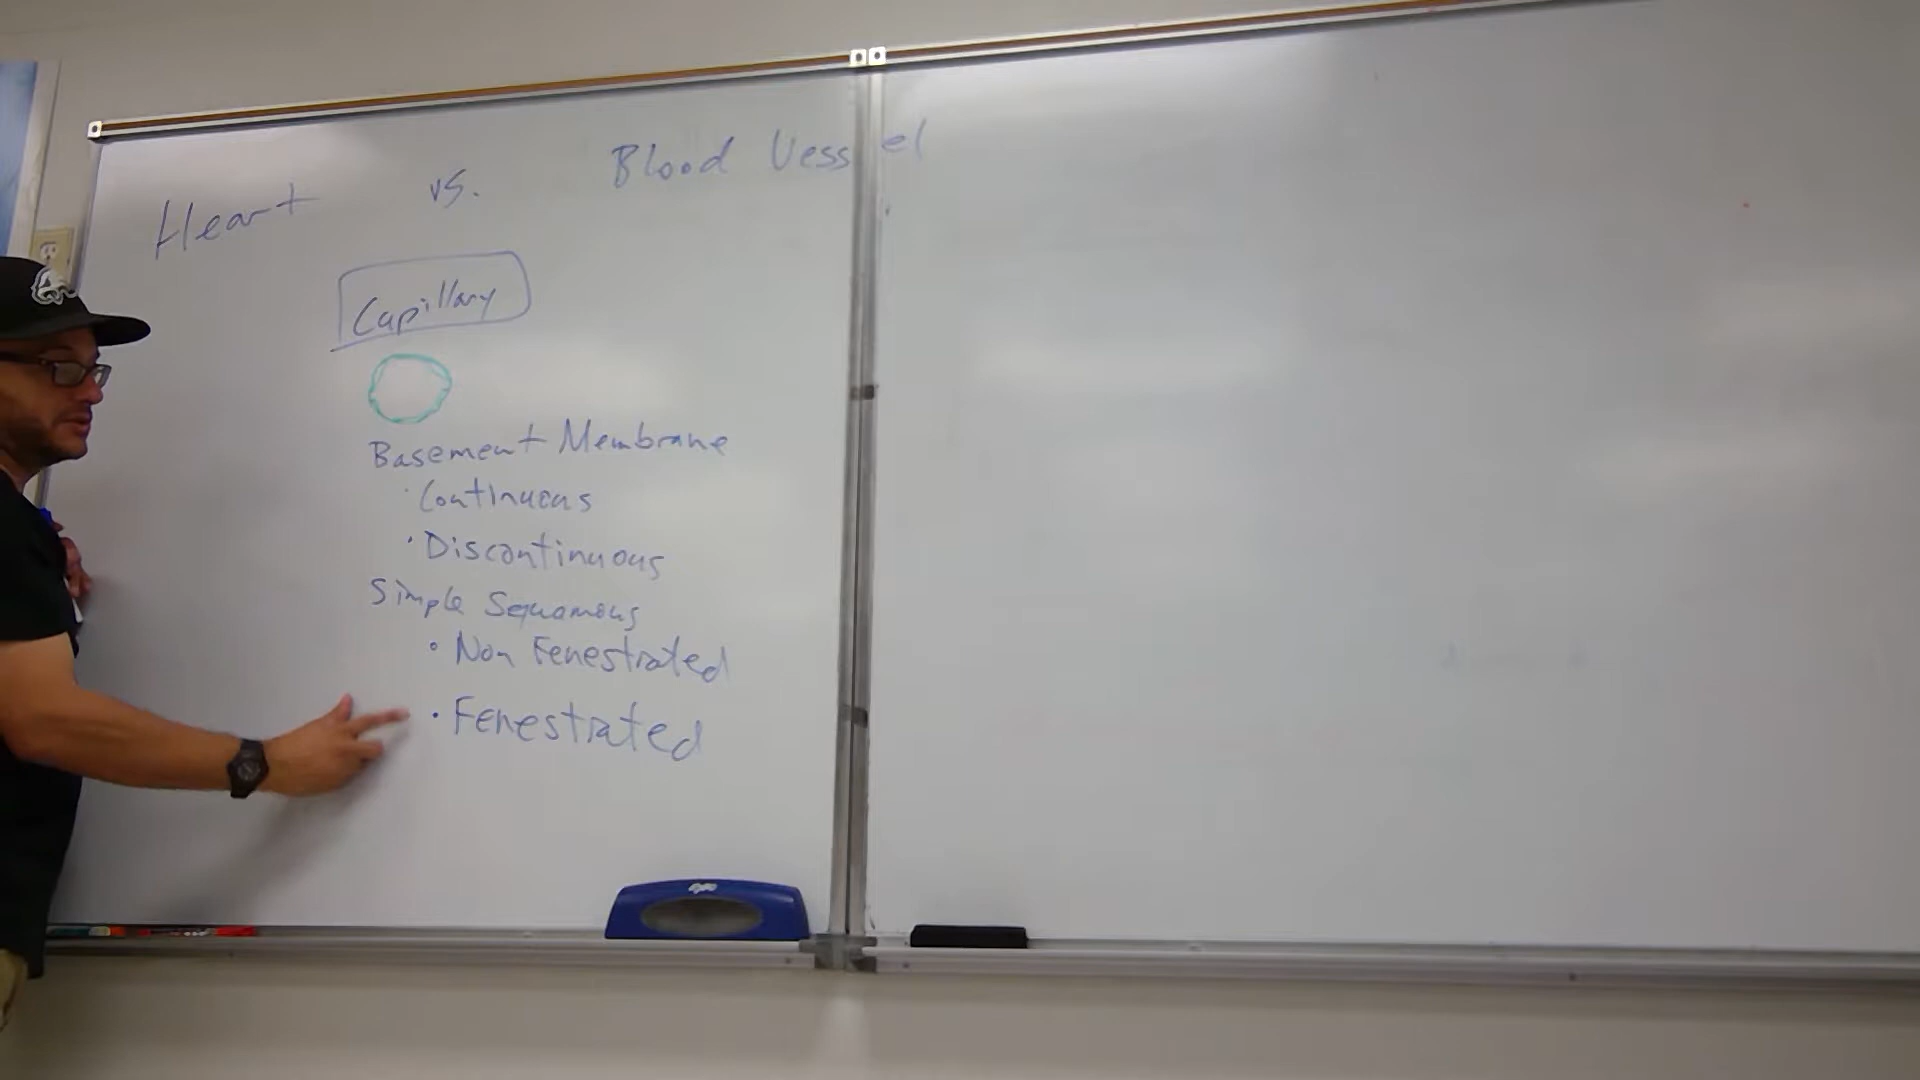 Heart vs. Blood Vessel
Capillary
Basement Membrane
· Continuous
· Discontinuous
Simple Squamous
• Non Fenestrated
• Fenestrated